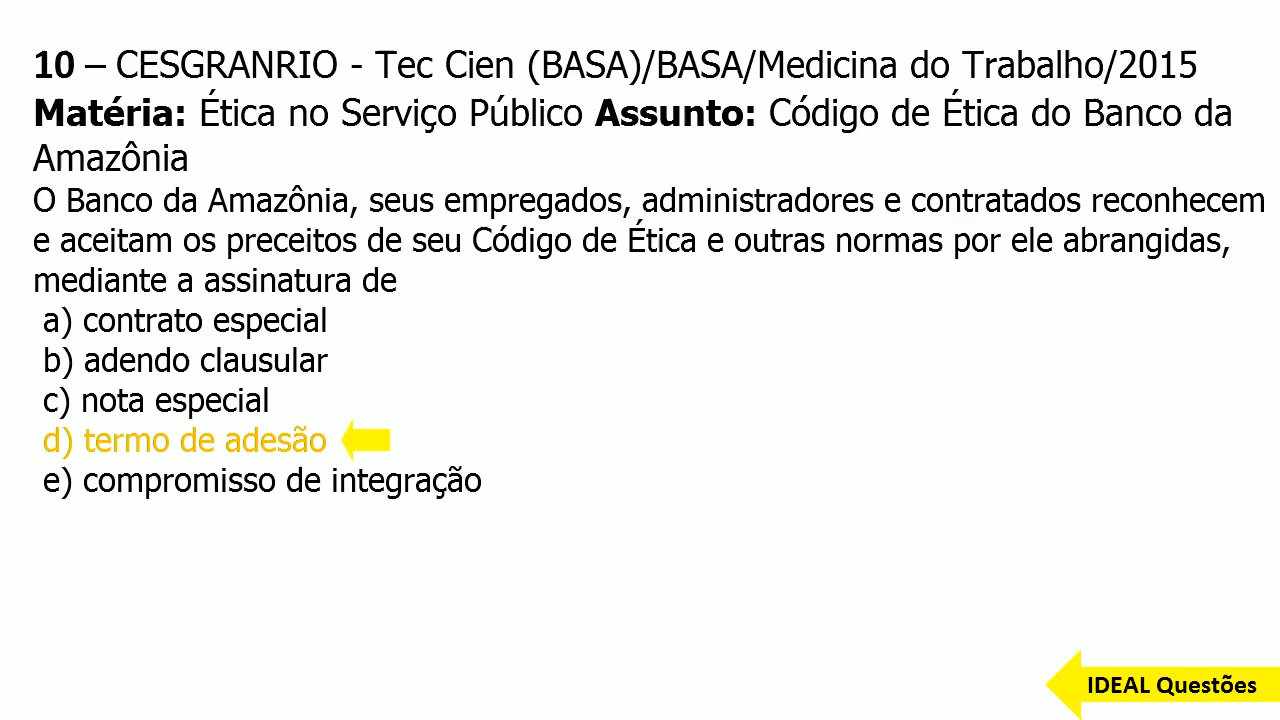 10 – CESGRANRIO - Tec Cien (BASA)/BASA/Medicina do Trabalho/2015
Matéria: Ética no Serviço Público Assunto: Código de Ética do Banco da
Amazônia
O Banco da Amazônia, seus empregados, administradores e contratados reconhecem
e aceitam os preceitos de seu Código de Ética e outras normas por ele abrangidas,
mediante a assinatura de
a) contrato especial
b) adendo clausular
c) nota especial
d) termo de adesão
e) compromisso de integração
IDEAL Questões